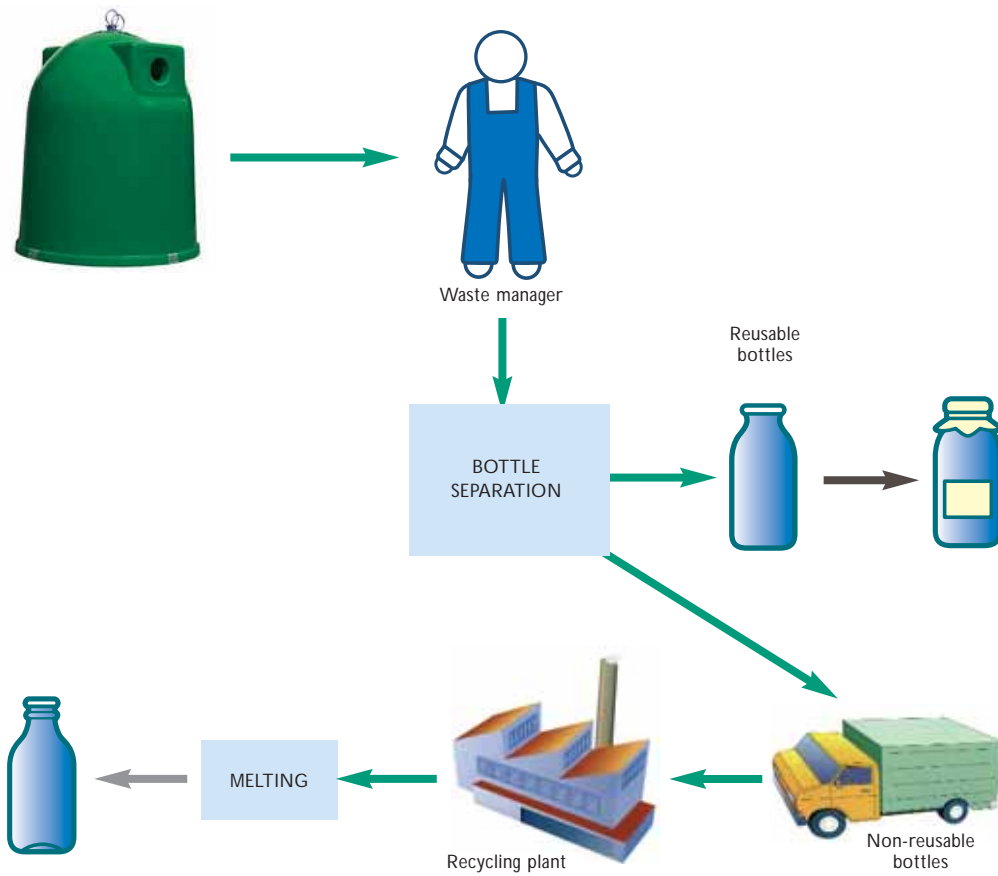 Waste manager
Reusable
bottles
BOTTLE
SEPARATION
MELTING
Recycling plant
Non-reusable
bottles